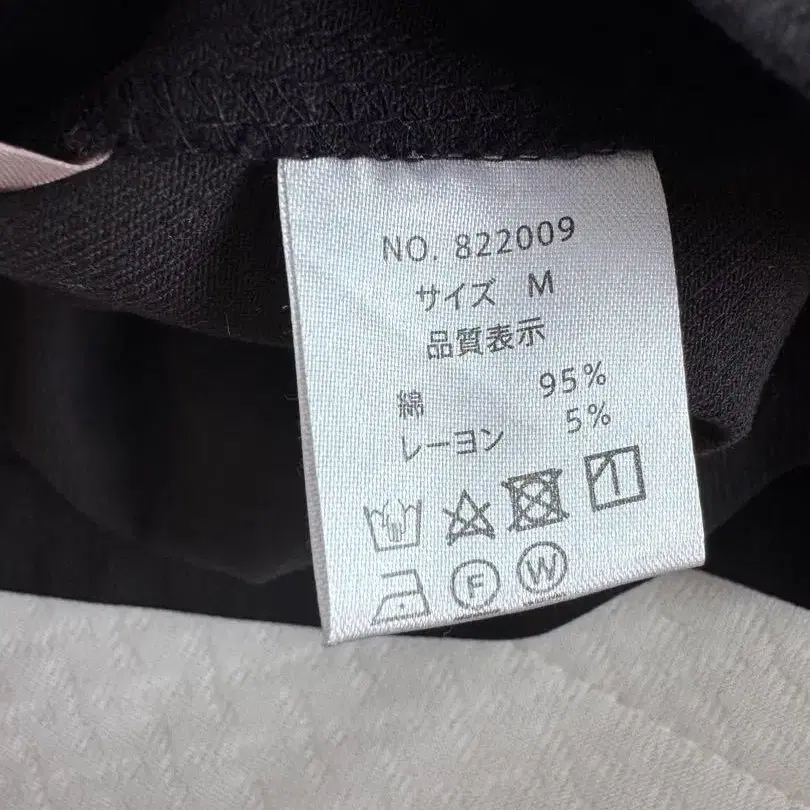 NO. 822009
サイズ M
品質表示
綿 95%
レーヨン 5%
F W